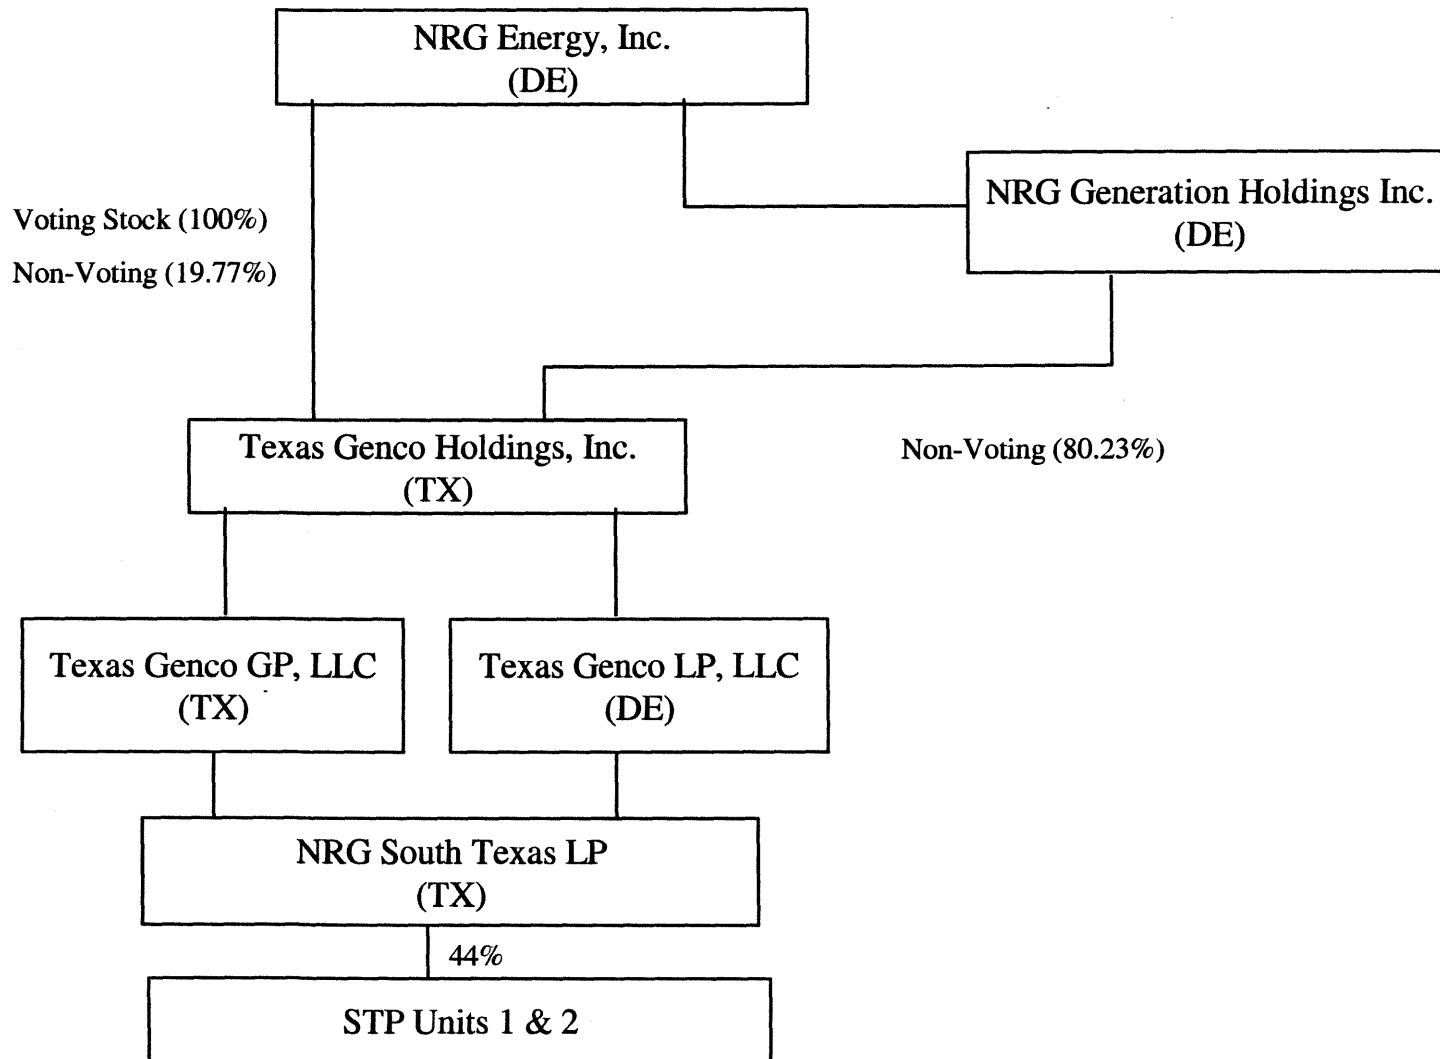 NRG Energy, Inc.
(DE)
NRG Generation Holdings Inc.
(DE)
Voting Stock (100%)
Non-Voting (19.77%)
Texas Genco Holdings, Inc.
(TX)
Non-Voting (80.23%)
Texas Genco GP, LLC
(TX)
Texas Genco LP, LLC
(DE)
NRG South Texas LP
(TX)
44%
STP Units 1 & 2